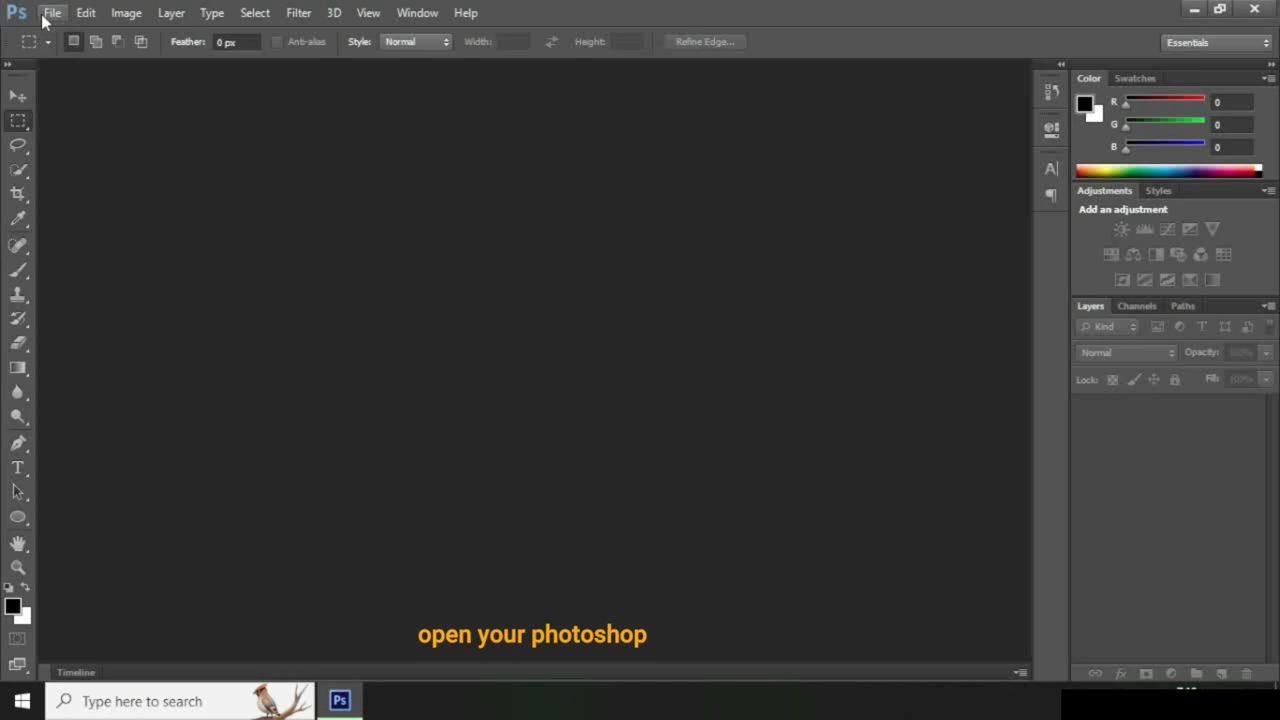 Ps File Edit Image Layer Type Select Filter 3D View Window Help
Feather: 0 px Anti-alias Style: Normal Width: Height: Refine Edge... Essentials
Color Swatches
R 0
G 0
B 0
Adjustments Styles
Add an adjustment
Layers Channels Paths
Kind
Normal Opacity: 100%
Lock: Fill: 100%
open your photoshop
Timeline
Type here to search Ps